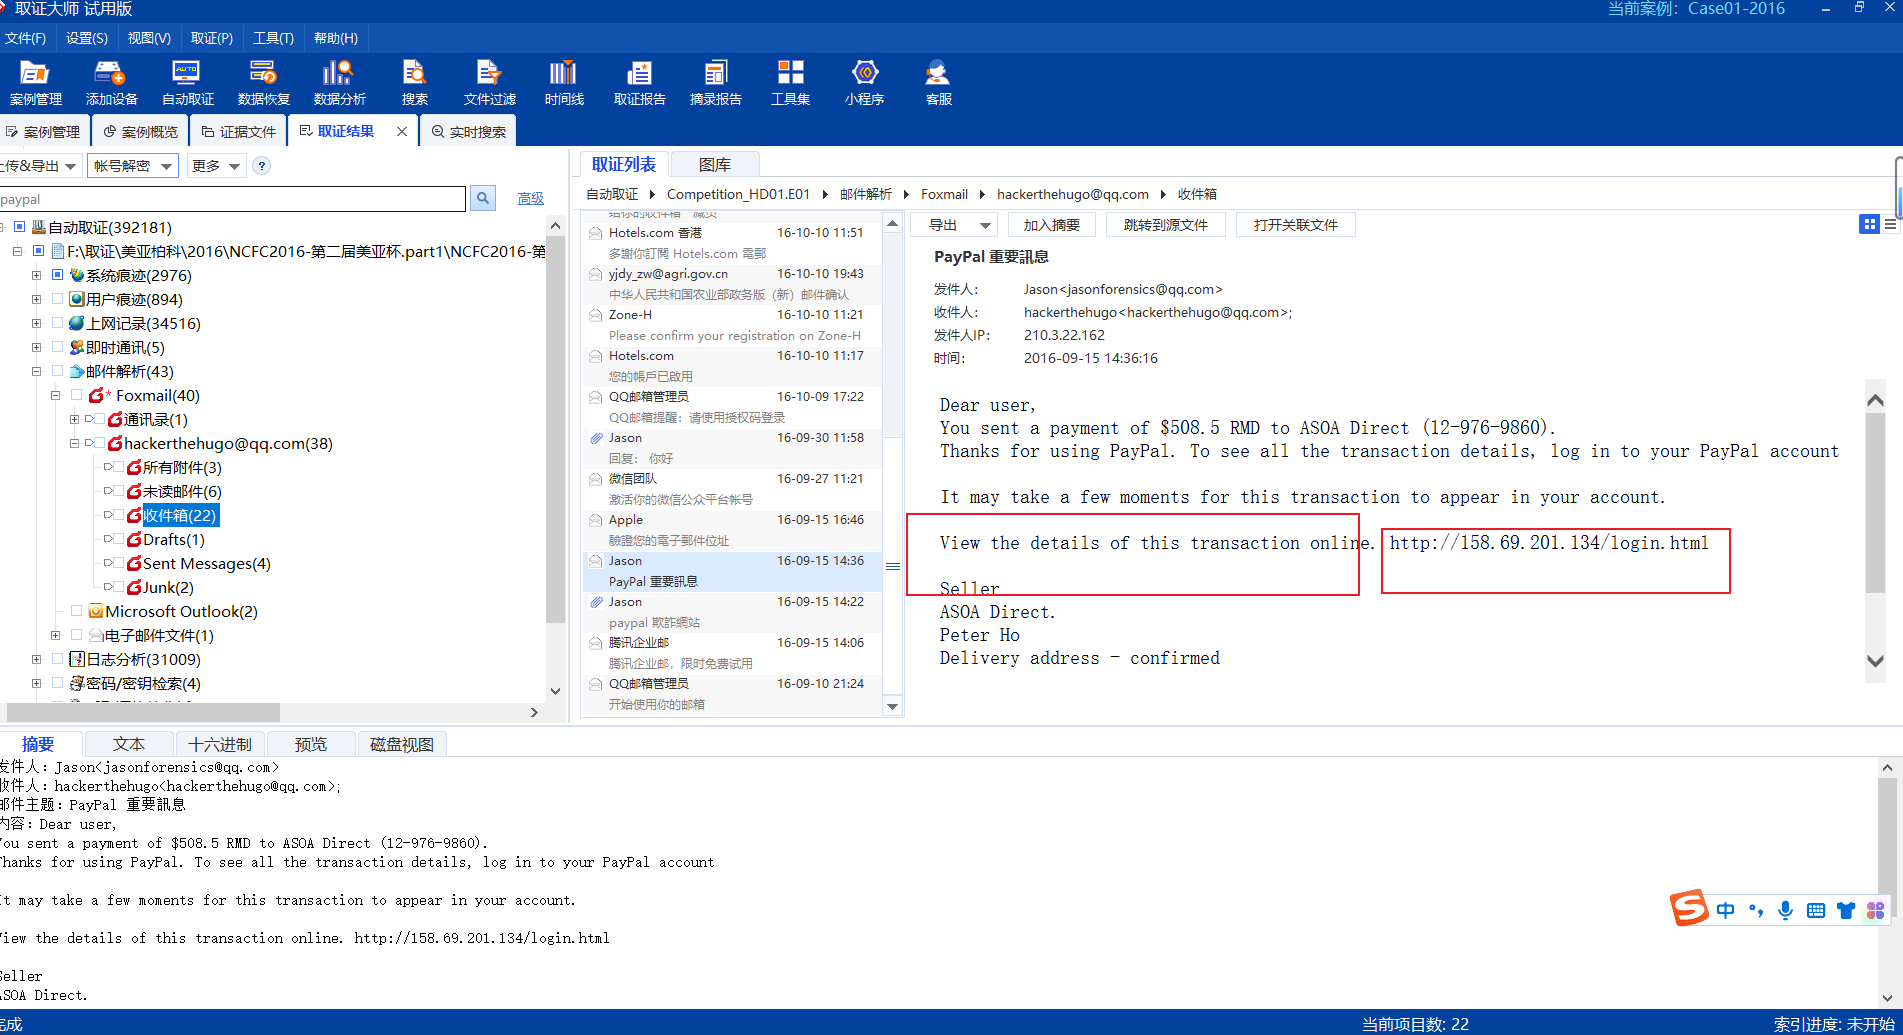 取证大师 试用版
当前案例： Case01-2016
文件(F) 设置(S) 视图(V) 取证(P) 工具(T) 帮助(H)
案例管理 添加设备 自动取证 数据恢复 数据分析 搜索 文件过滤 时间线 取证报告 摘录报告 工具集 小程序 客服
案例管理 案例概览 证据文件 取证结果 实时搜索
传&导出 帐号解密 更多 ?
paypal 高级
自动取证(392181)
F:\取证\美亚柏科\2016\NCFC2016-第二届美亚杯.part1\NCFC2016-第
系统痕迹(2976)
用户痕迹(894)
上网记录(34516)
即时通讯(5)
邮件解析(43)
* Foxmail(40)
通讯录(1)
hackerthehugo@qq.com(38)
所有附件(3)
未读邮件(6)
收件箱(22)
Drafts(1)
Sent Messages(4)
Junk(2)
Microsoft Outlook(2)
电子邮件文件(1)
日志分析(31009)
密码/密钥检索(4)
取证列表 图库
自动取证 Competition_HD01.E01 邮件解析 Foxmail hackerthehugo@qq.com 收件箱
Hotels.com 香港 16-10-10 11:51
多謝你訂閱 Hotels.com 電郵
yjdy_zw@agri.gov.cn 16-10-10 19:43
中华人民共和国农业部政务版（新）邮件确认
Zone-H 16-10-10 11:21
Please confirm your registration on Zone-H
Hotels.com 16-10-10 11:17
您的帳戶已啟用
QQ邮箱管理员 16-10-09 17:22
QQ邮箱提醒：请使用授权码登录
Jason 16-09-30 11:58
回复： 你好
微信团队 16-09-27 11:21
激活你的微信公众平台帐号
Apple 16-09-15 16:46
驗證您的電子郵件位址
Jason 16-09-15 14:36
PayPal 重要訊息
Jason 16-09-15 14:22
paypal 欺詐網站
腾讯企业邮 16-09-15 14:06
腾讯企业邮，限时免费试用
QQ邮箱管理员 16-09-10 21:24
开始使用你的邮箱
导出 加入摘要 跳转到源文件 打开关联文件
PayPal 重要訊息
发件人： Jason<jasonforensics@qq.com>
收件人： hackerthehugo<hackerthehugo@qq.com>;
发件人IP： 210.3.22.162
时间： 2016-09-15 14:36:16
Dear user,
You sent a payment of $508.5 RMD to ASOA Direct (12-976-9860).
Thanks for using PayPal. To see all the transaction details, log in to your PayPal account
It may take a few moments for this transaction to appear in your account.
View the details of this transaction online. http://158.69.201.134/login.html
Seller
ASOA Direct.
Peter Ho
Delivery address - confirmed
摘要 文本 十六进制 预览 磁盘视图
发件人：Jason<jasonforensics@qq.com>
收件人：hackerthehugo<hackerthehugo@qq.com>;
邮件主题：PayPal 重要訊息
内容：Dear user,
You sent a payment of $508.5 RMD to ASOA Direct (12-976-9860).
Thanks for using PayPal. To see all the transaction details, log in to your PayPal account
It may take a few moments for this transaction to appear in your account.
View the details of this transaction online. http://158.69.201.134/login.html
Seller
ASOA Direct.
S 中
完成
当前项目数: 22
索引进度: 未开始